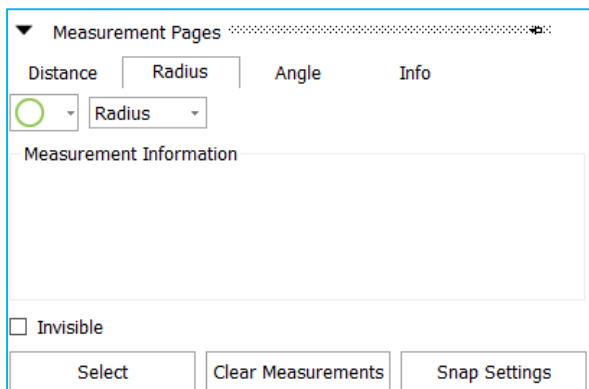 Measurement Pages
Distance Radius Angle Info
Radius
Measurement Information
Invisible
Select Clear Measurements Snap Settings